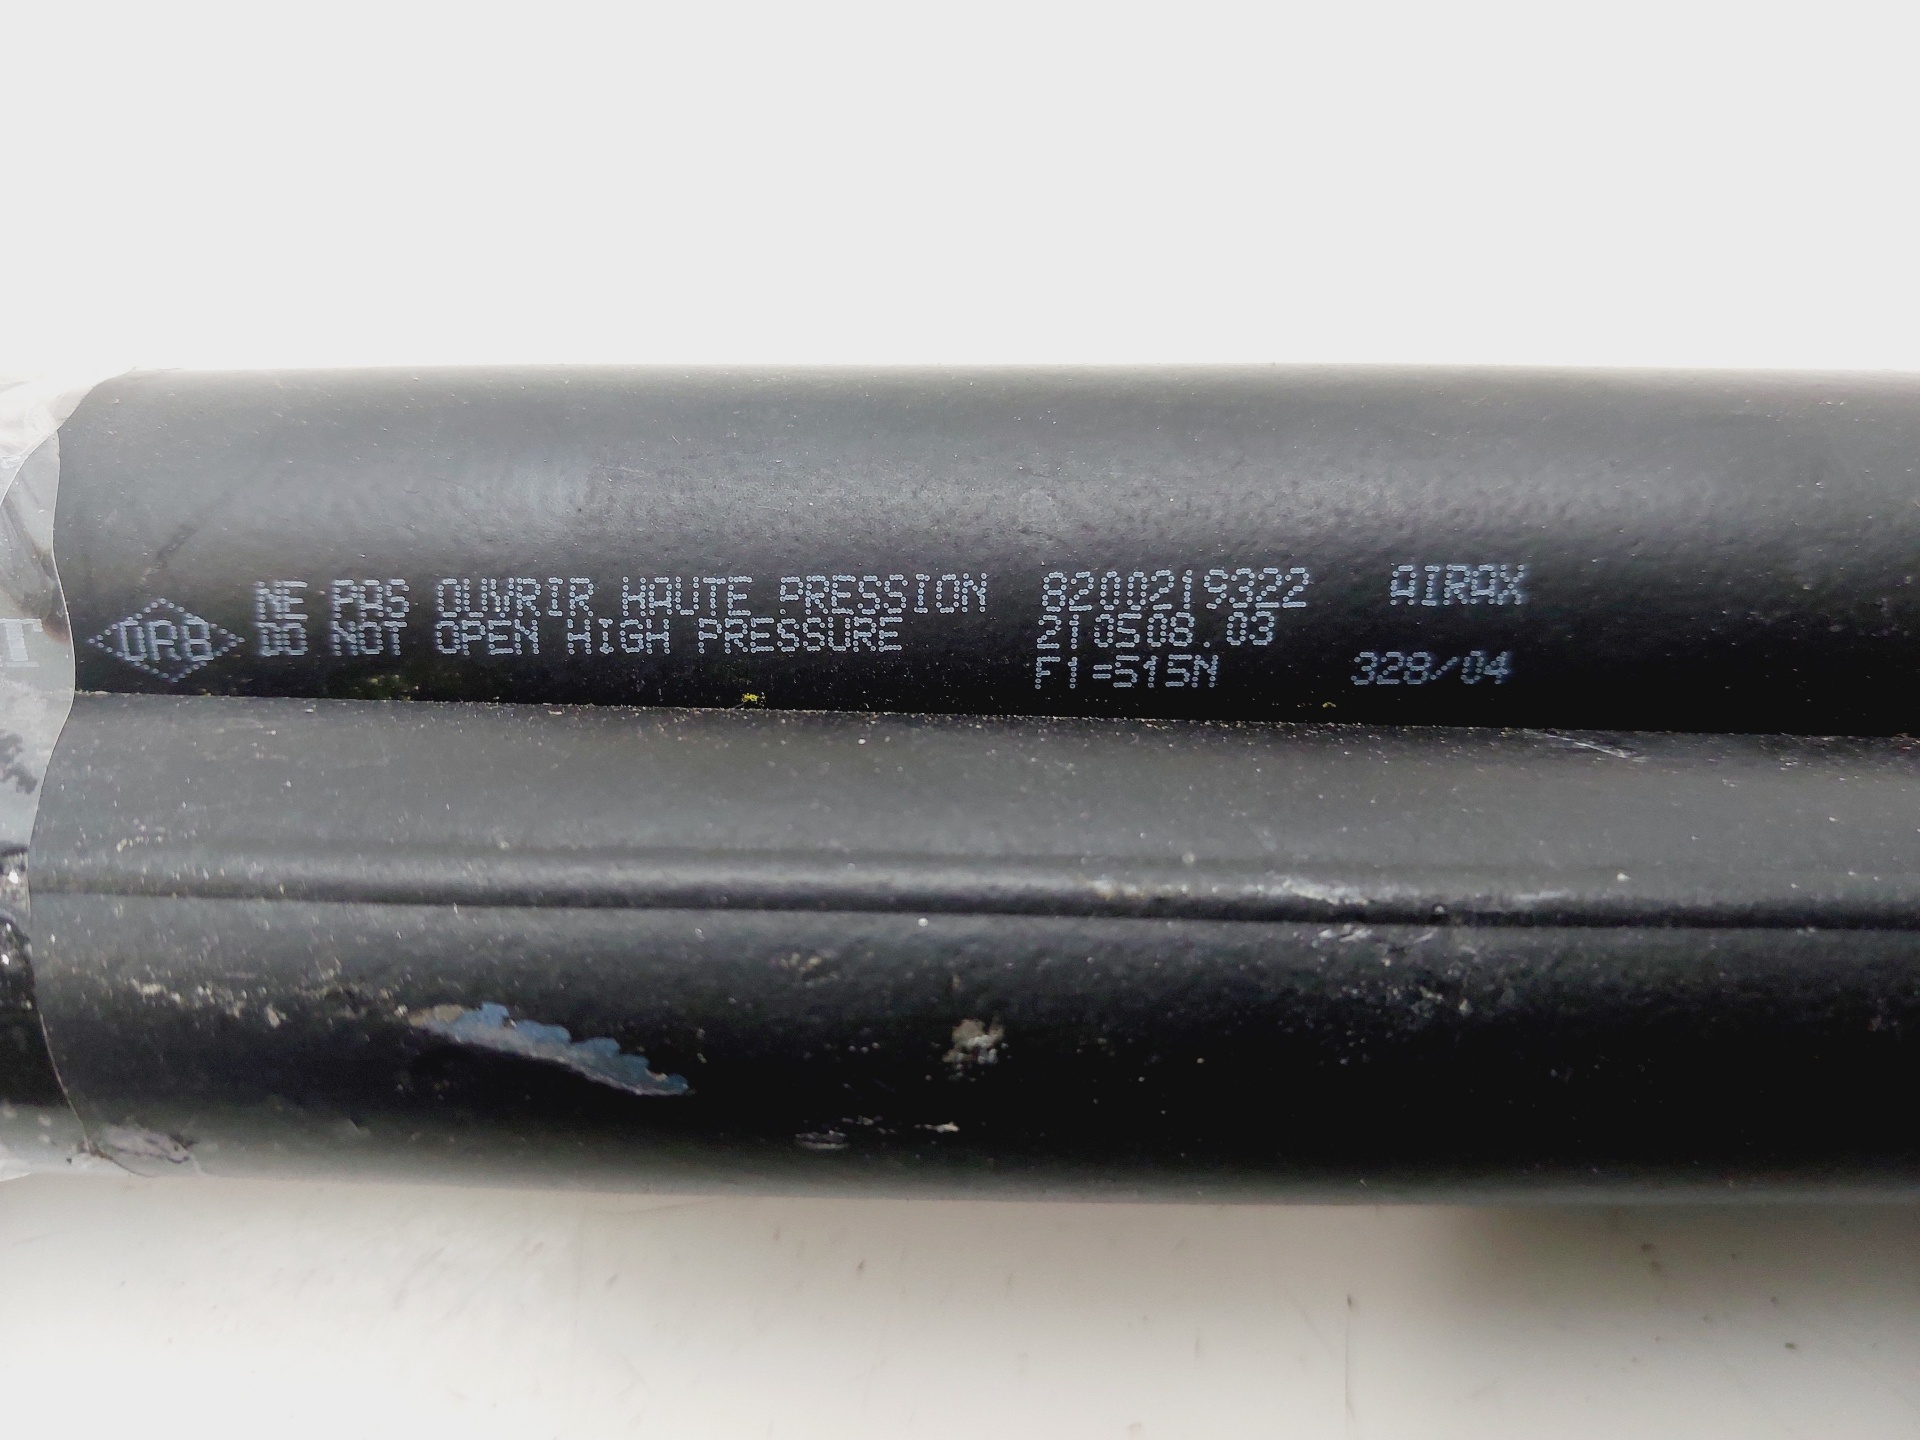 NE PAS OUVRIR HAUTE PRESSION 8200219322 AIRAX
ORB DO NOT OPEN HIGH PRESSURE 210508.03
F1=515N 328/04
T